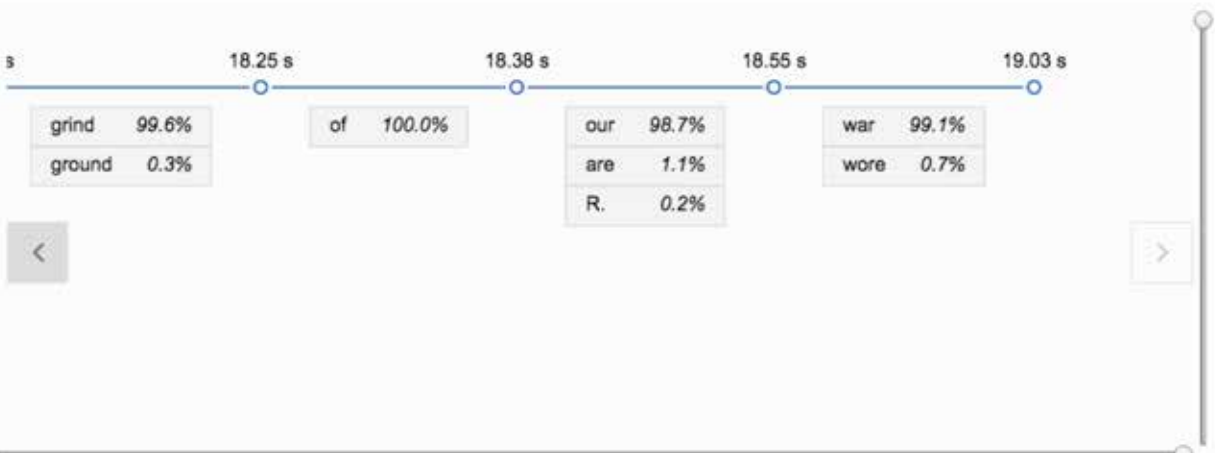 s 18.25 s 18.38 s 18.55 s 19.03 s
grind 99.6% of 100.0% our 98.7% war 99.1%
ground 0.3% are 1.1% wore 0.7%
R. 0.2%